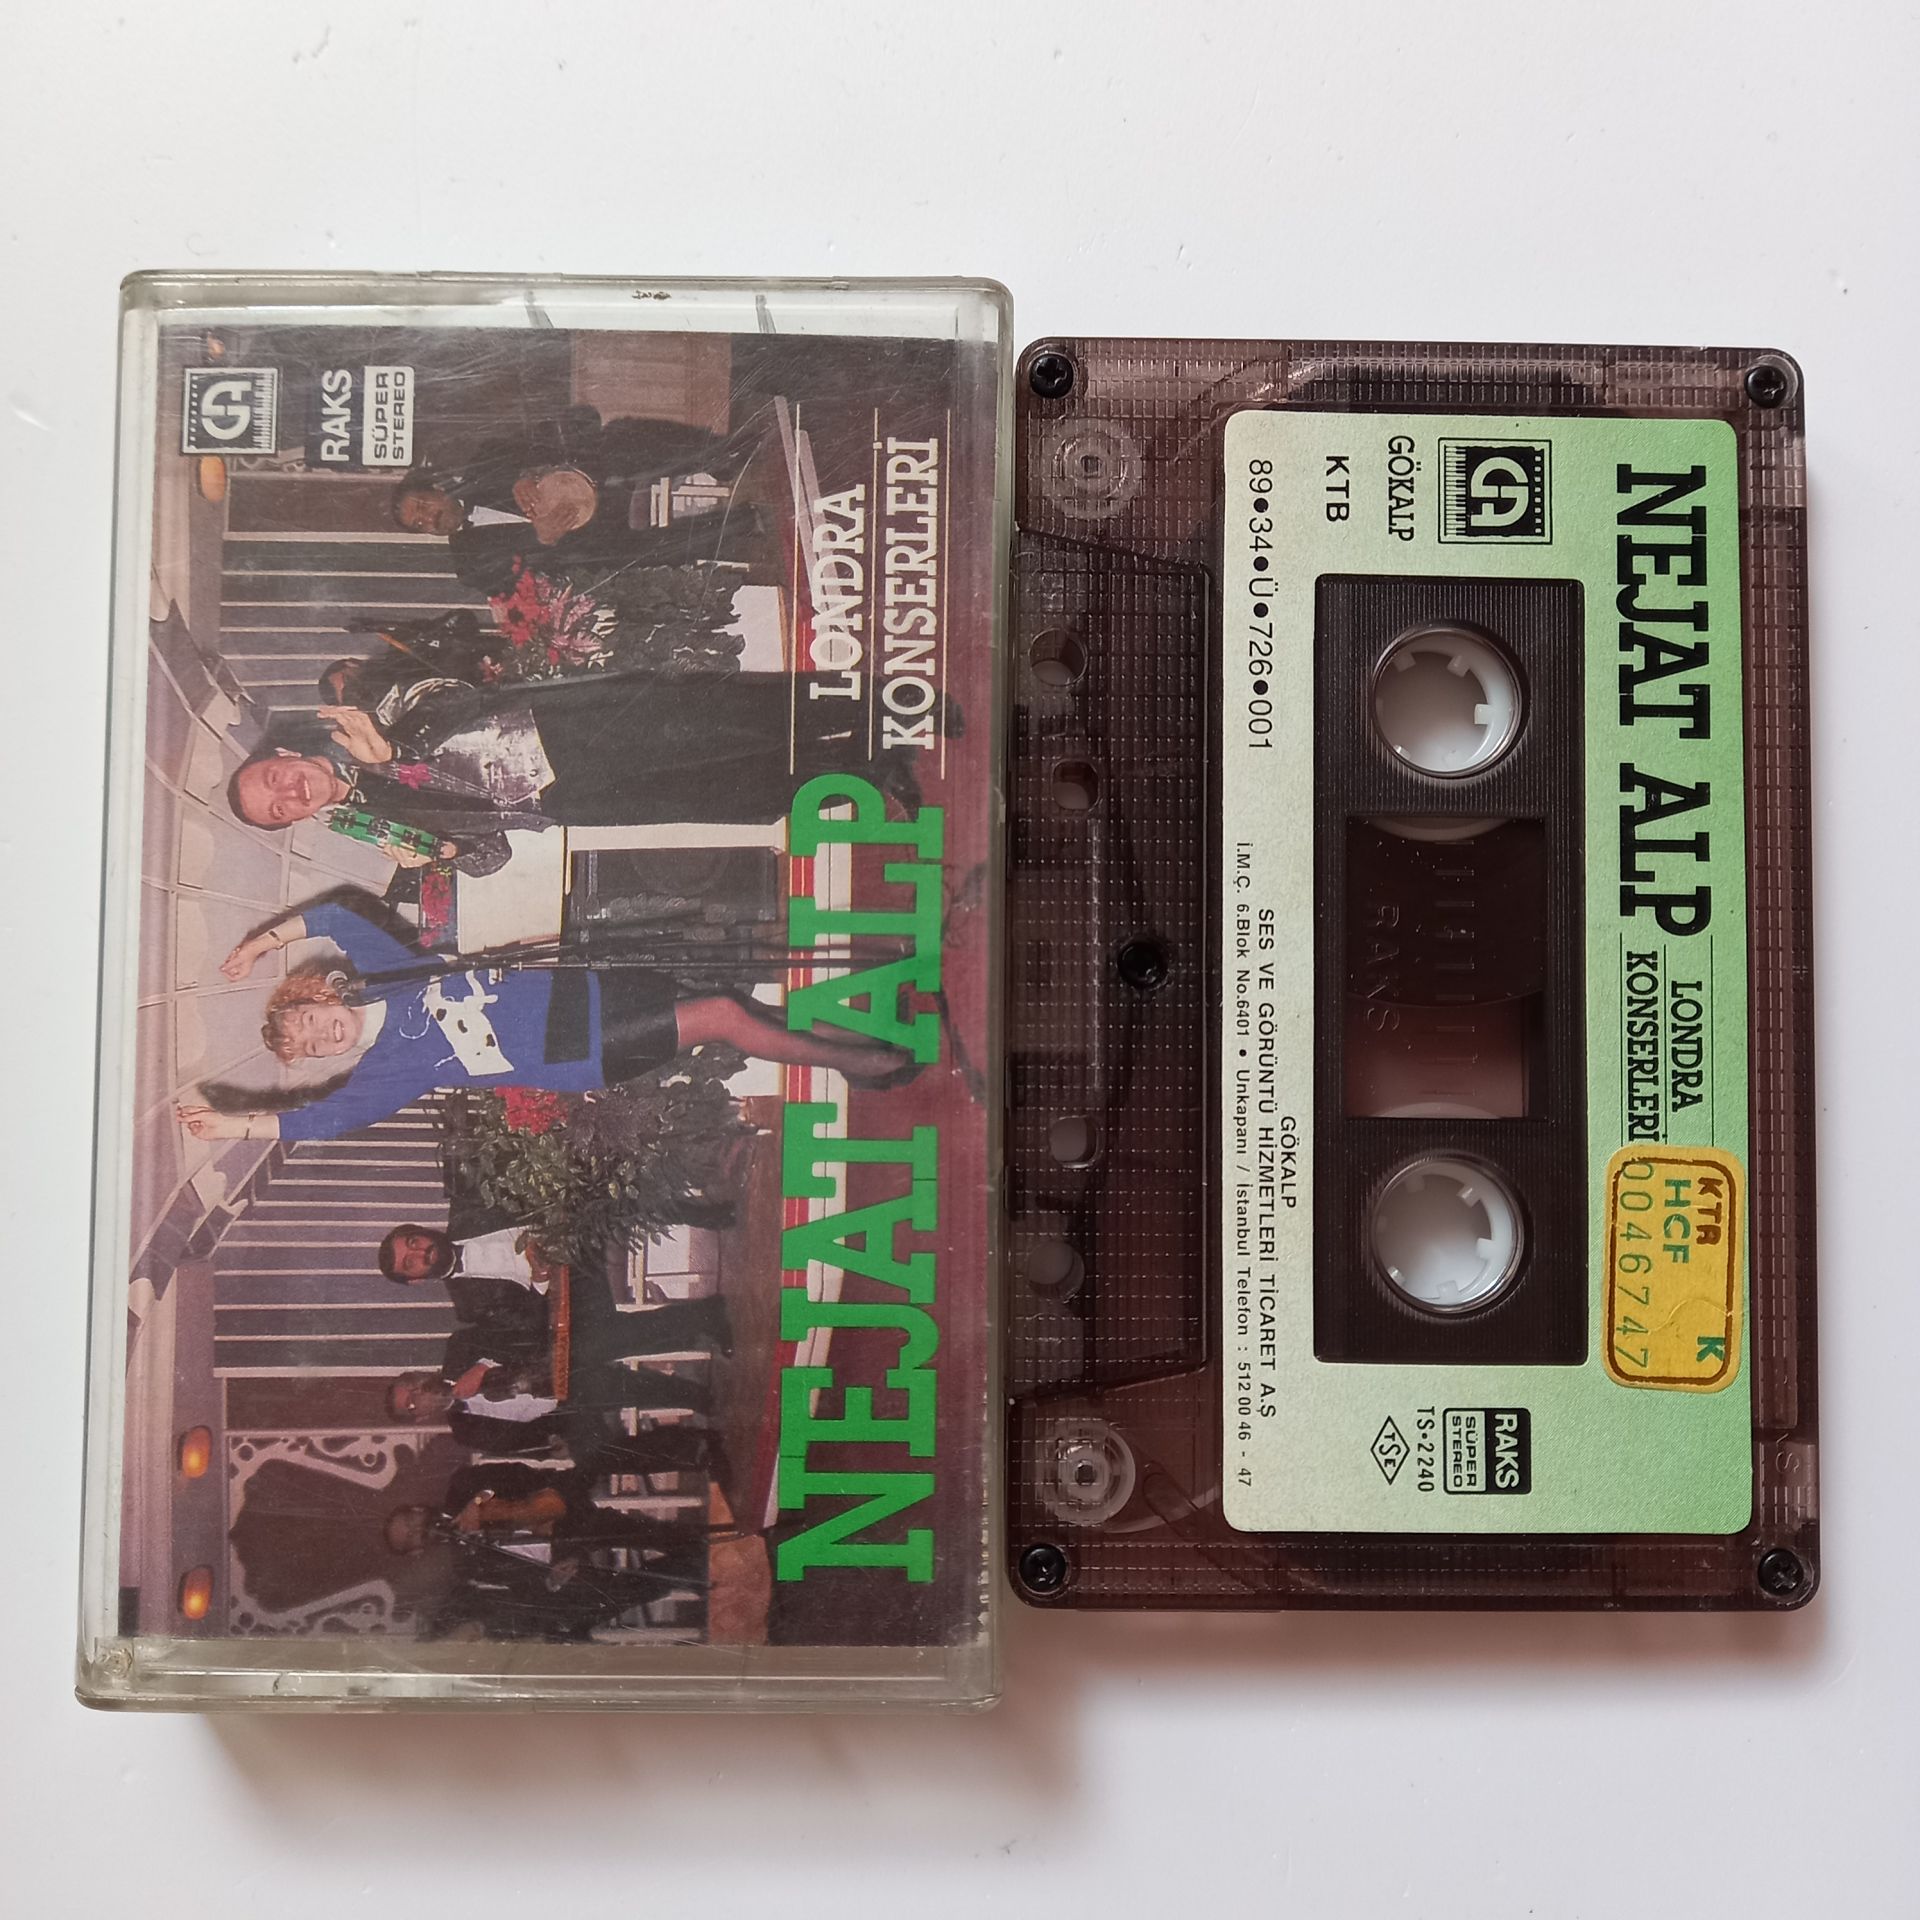 RAKS
SÜPER
STEREO
LONDRA
KONSERLERİ
NEJAT ALP
NEJAT ALP
LONDRA
KONSERLERİ
GÖKALP
KTB
89•34•Ü•726•001
KTB
HCF K
0046747
RAKS
SÜPER
STEREO
TS•2240
TSE
GÖKALP
SES VE GÖRÜNTÜ HİZMETLERİ TİCARET A.Ş
İ.M.Ç. 6.Blok No.6401 • Unkapanı / İstanbul Telefon : 512 00 46 - 47
RAKS